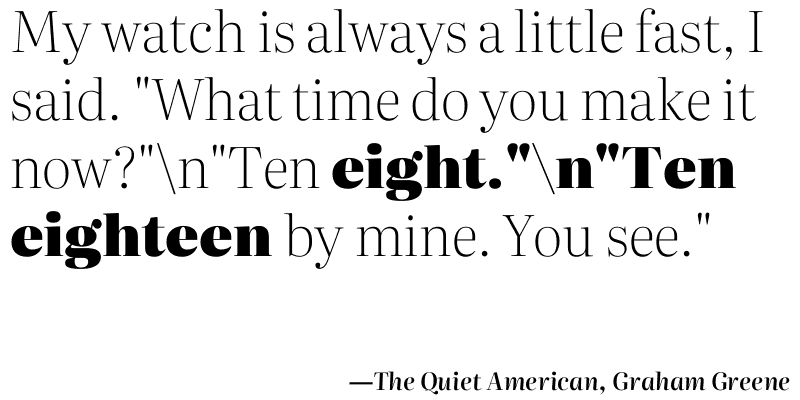 My watch is always a little fast, I
said. "What time do you make it
now?"\n"Ten eight."\n"Ten
eighteen by mine. You see."
—The Quiet American, Graham Greene